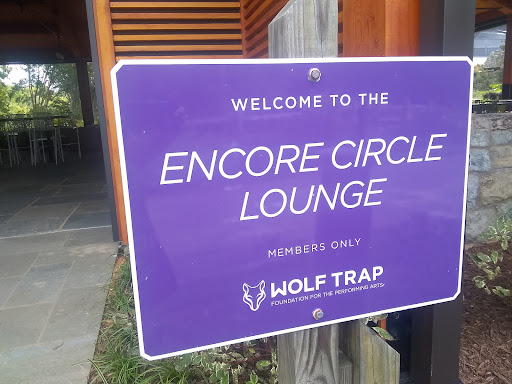 WELCOME TO THE
ENCORE CIRCLE
LOUNGE
MEMBERS ONLY
WOLF TRAP
FOUNDATION FOR THE PERFORMING ARTS